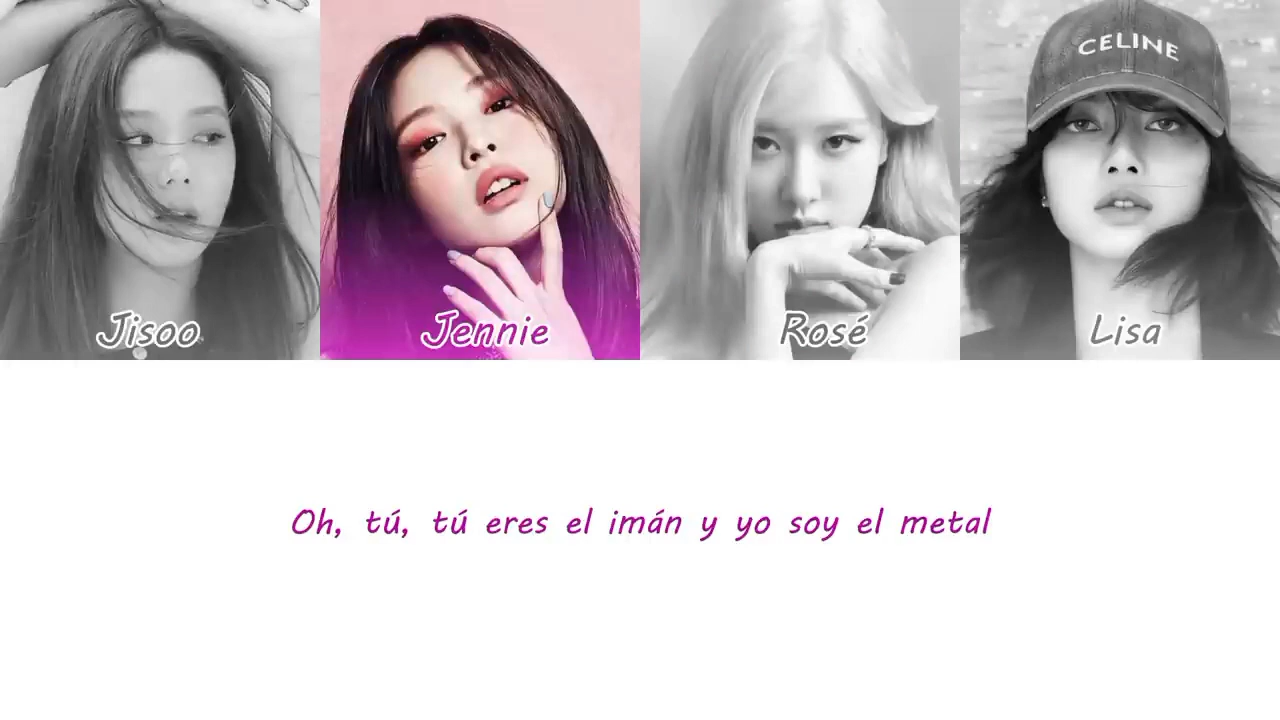 CELINE
Jisoo
Jennie
Rosé
Lisa
Oh, tú, tú eres el imán y yo soy el metal